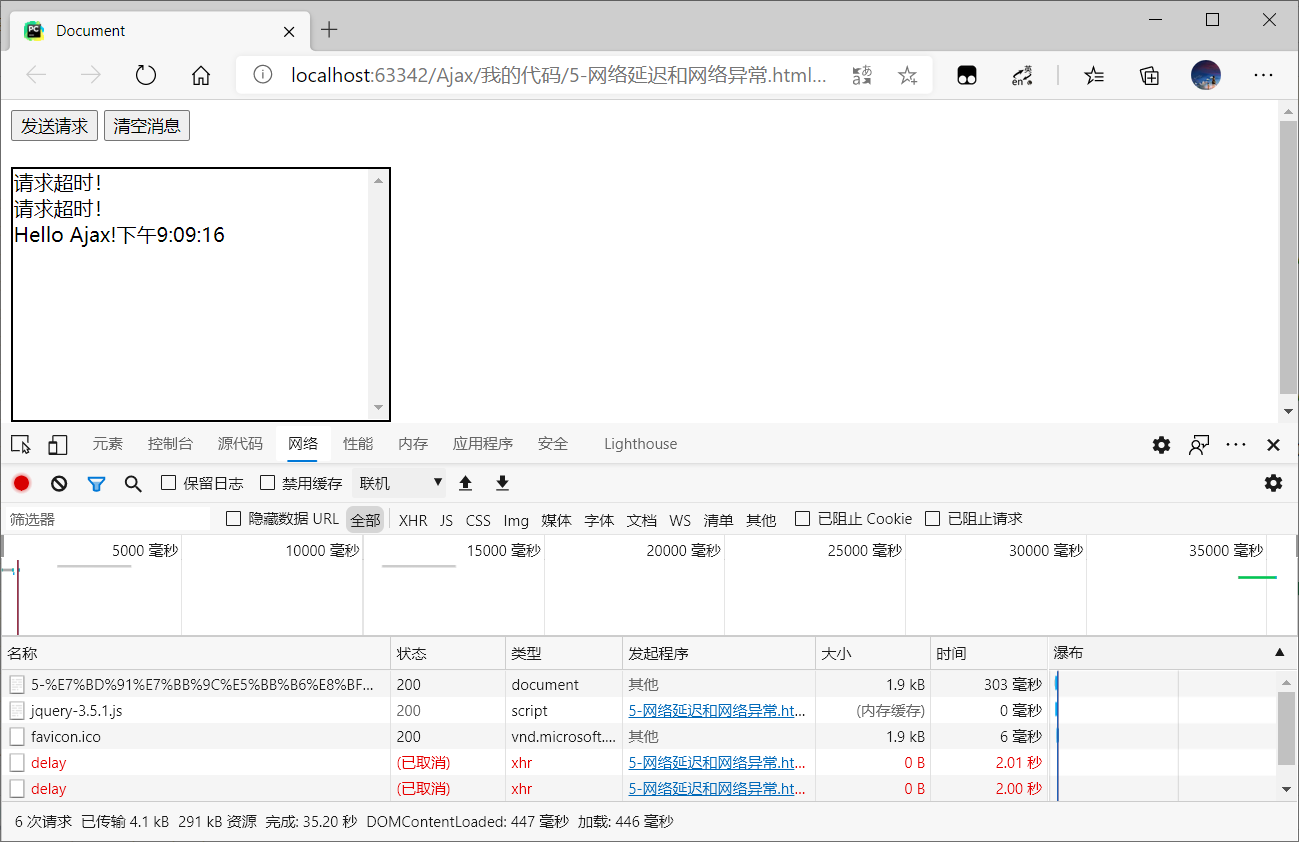 Document
localhost:63342/Ajax/我的代码/5-网络延迟和网络异常.html...
发送请求 清空消息
请求超时!
请求超时!
Hello Ajax!下午9:09:16
元素 控制台 源代码 网络 性能 内存 应用程序 安全 Lighthouse
保留日志 禁用缓存 联机
筛选器 隐藏数据 URL 全部 XHR JS CSS Img 媒体 字体 文档 WS 清单 其他 已阻止 Cookie 已阻止请求
5000 毫秒 10000 毫秒 15000 毫秒 20000 毫秒 25000 毫秒 30000 毫秒 35000 毫秒
名称 状态 类型 发起程序 大小 时间 瀑布
5-%E7%BD%91%E7%BB%9C%E5%BB%B6%E8%BF... 200 document 其他 1.9 kB 303 毫秒
jquery-3.5.1.js 200 script 5-网络延迟和网络异常.ht... (内存缓存) 0 毫秒
favicon.ico 200 vnd.microsoft.... 其他 1.9 kB 6 毫秒
delay (已取消) xhr 5-网络延迟和网络异常.ht... 0 B 2.01 秒
delay (已取消) xhr 5-网络延迟和网络异常.ht... 0 B 2.00 秒
6 次请求 已传输 4.1 kB 291 kB 资源 完成: 35.20 秒 DOMContentLoaded: 447 毫秒 加载: 446 毫秒